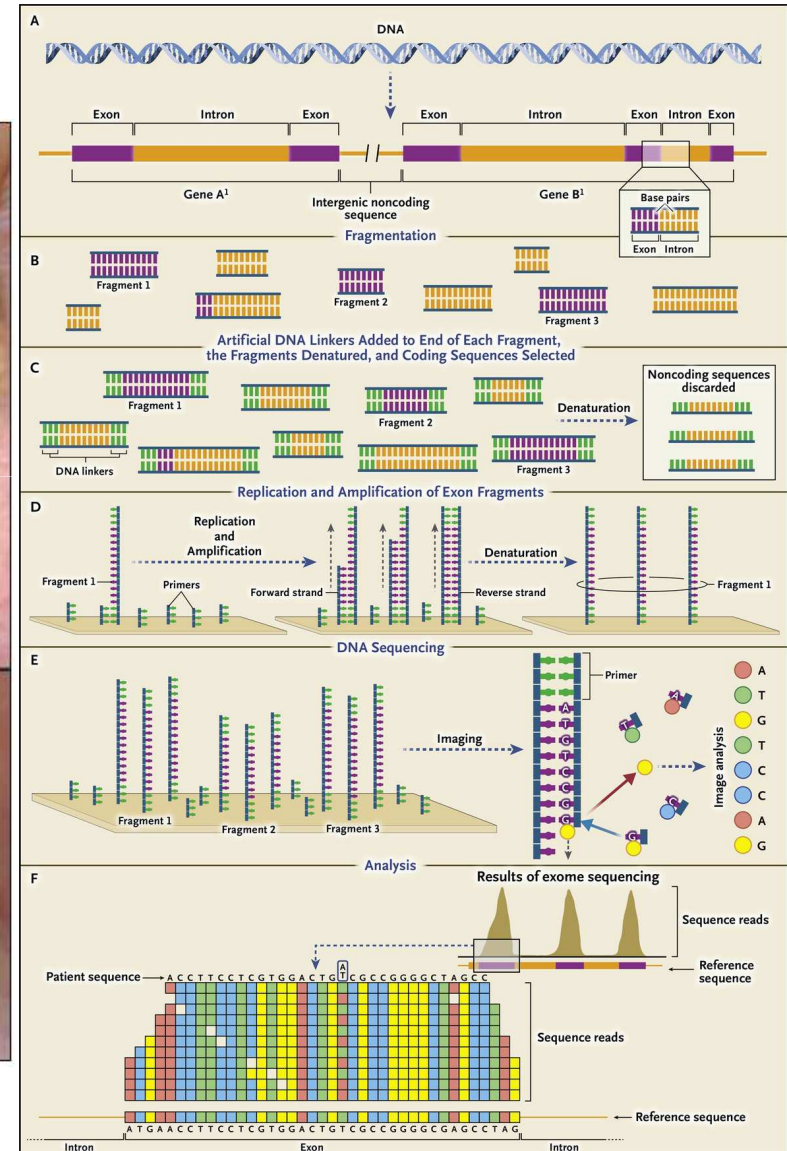 A
DNA
Exon Intron Exon Exon Intron Exon Intron Exon
Gene A1
Intergenic noncoding
sequence
Gene B1
Base pairs
Exon Intron
Fragmentation
B
Fragment 1
Fragment 2
Fragment 3
Artificial DNA Linkers Added to End of Each Fragment,
the Fragments Denatured, and Coding Sequences Selected
C
Fragment 1
Fragment 2
Fragment 3
DNA linkers
Denaturation
Noncoding sequences
discarded
Replication and Amplification of Exon Fragments
D
Replication
and
Amplification
Denaturation
Fragment 1
Primers
Forward strand
Reverse strand
Fragment 1
DNA Sequencing
E
Imaging
Fragment 1
Fragment 2
Fragment 3
Primer
A
T
G
T
C
C
G
G
A
T
C
G
Image analysis
A
T
G
T
C
C
A
G
Analysis
F
Results of exome sequencing
Sequence reads
Reference
sequence
Patient sequence
A
A C C T T C C T C G T G G A C T G T C G C C G G G G C T A G C C
Sequence reads
Reference sequence
A T G A A C C T T C C T C G T G G A C T G T C G C C G G G G C G A G C C T A G
Intron Exon Intron